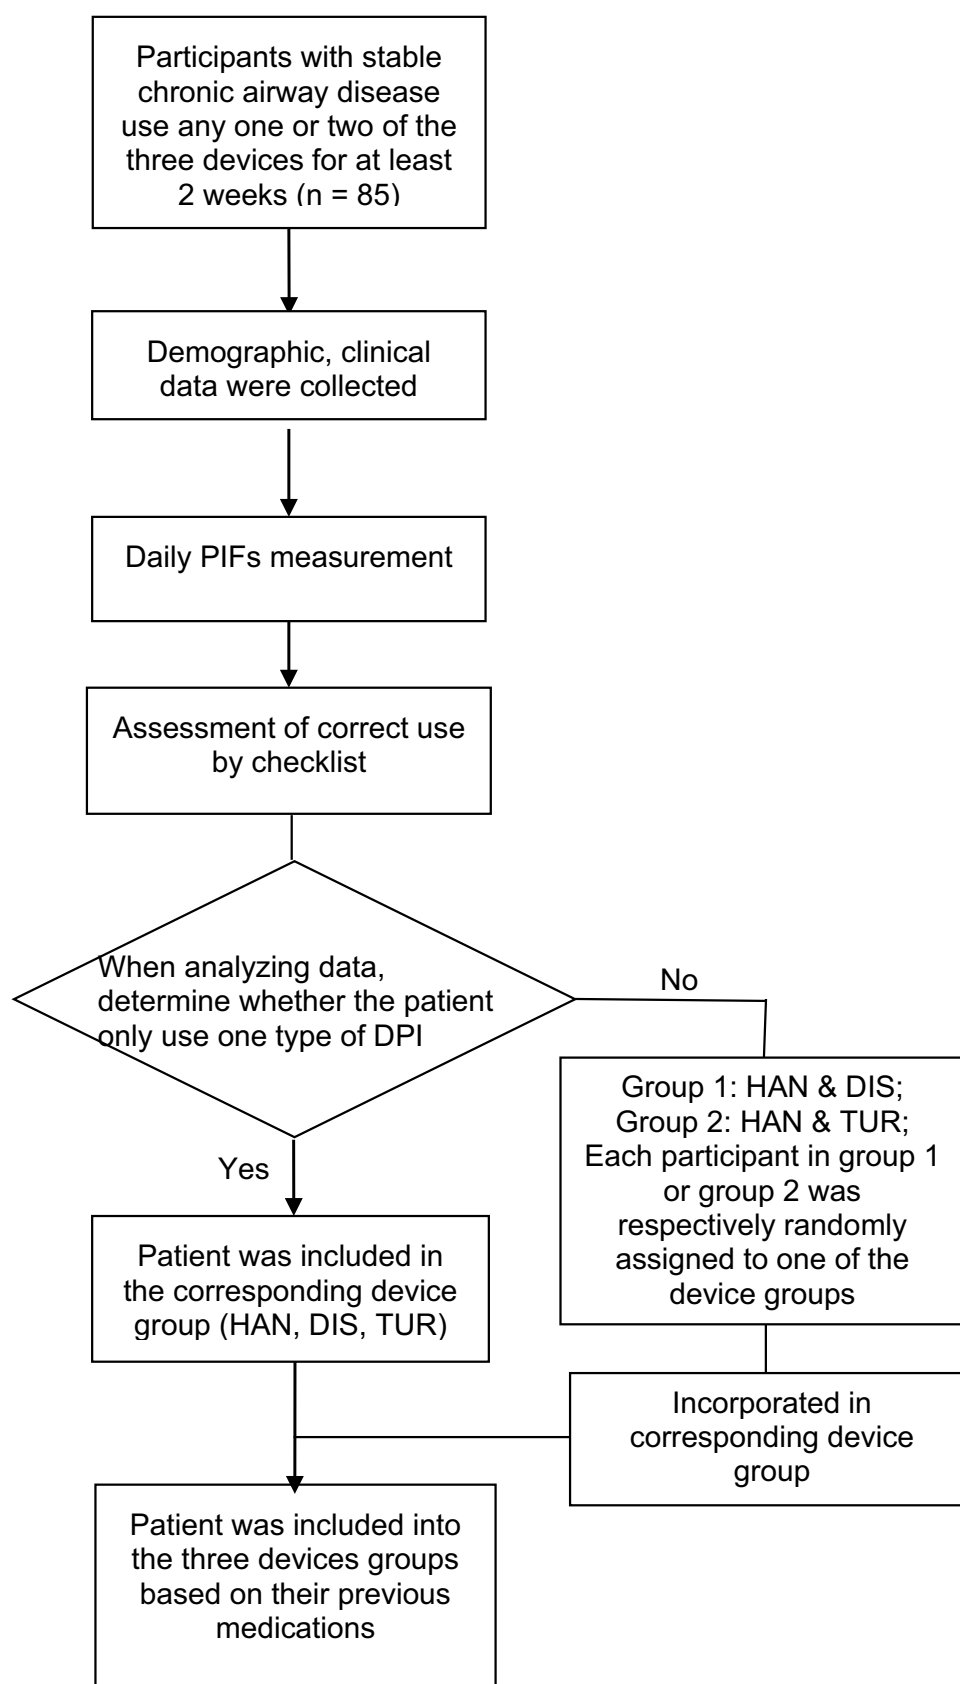 Participants with stable
chronic airway disease
use any one or two of the
three devices for at least
2 weeks (n = 85)
Demographic, clinical
data were collected
Daily PIFs measurement
Assessment of correct use
by checklist
When analyzing data,
determine whether the patient
only use one type of DPI
No
Yes
Group 1: HAN & DIS;
Group 2: HAN & TUR;
Each participant in group 1
or group 2 was
respectively randomly
assigned to one of the
device groups
Patient was included in
the corresponding device
group (HAN, DIS, TUR)
Incorporated in
corresponding device
group
Patient was included into
the three devices groups
based on their previous
medications